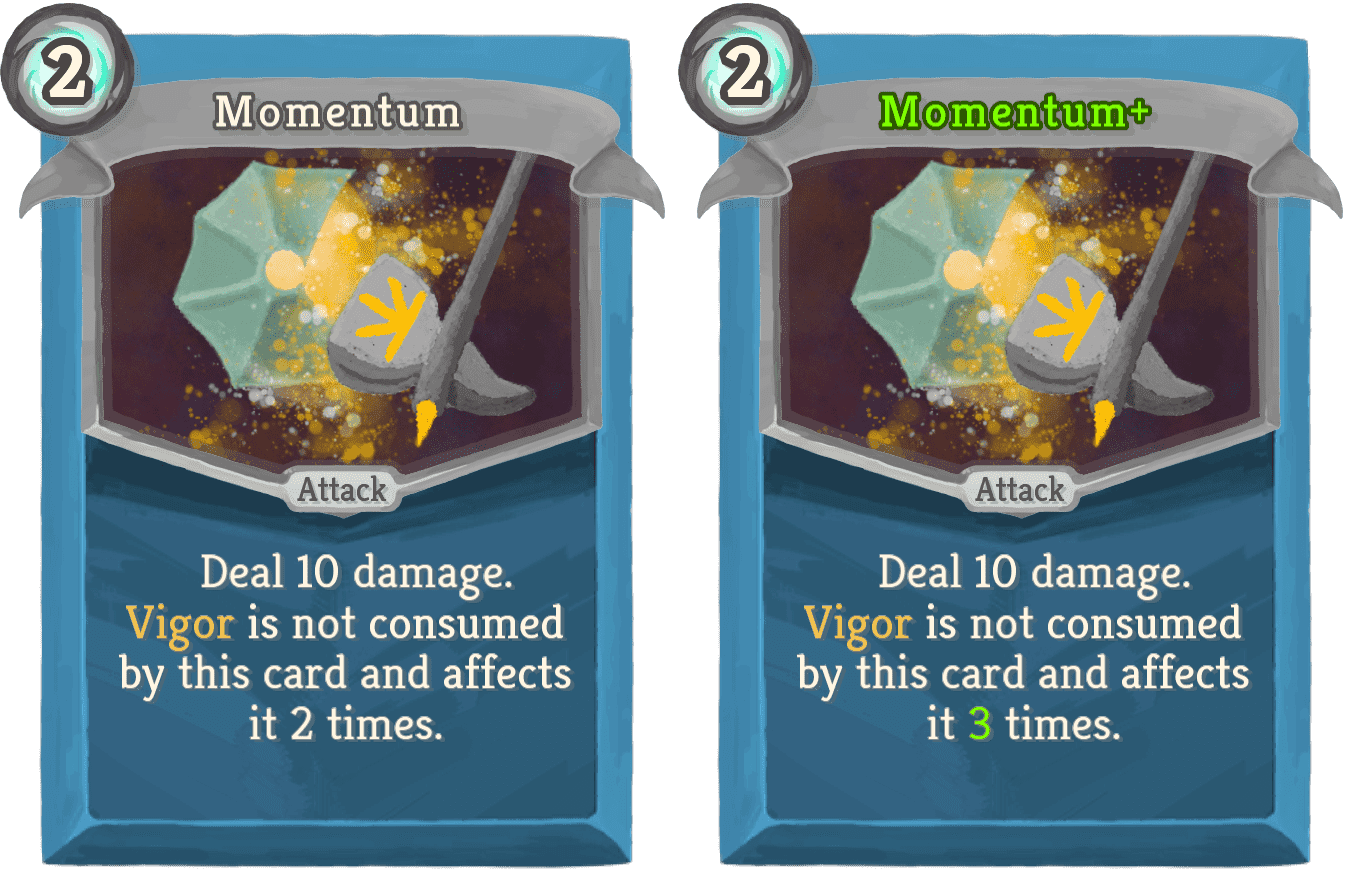 2
Momentum
Attack
Deal 10 damage.
Vigor is not consumed
by this card and affects
it 2 times.
2
Momentum+
Attack
Deal 10 damage.
Vigor is not consumed
by this card and affects
it 3 times.